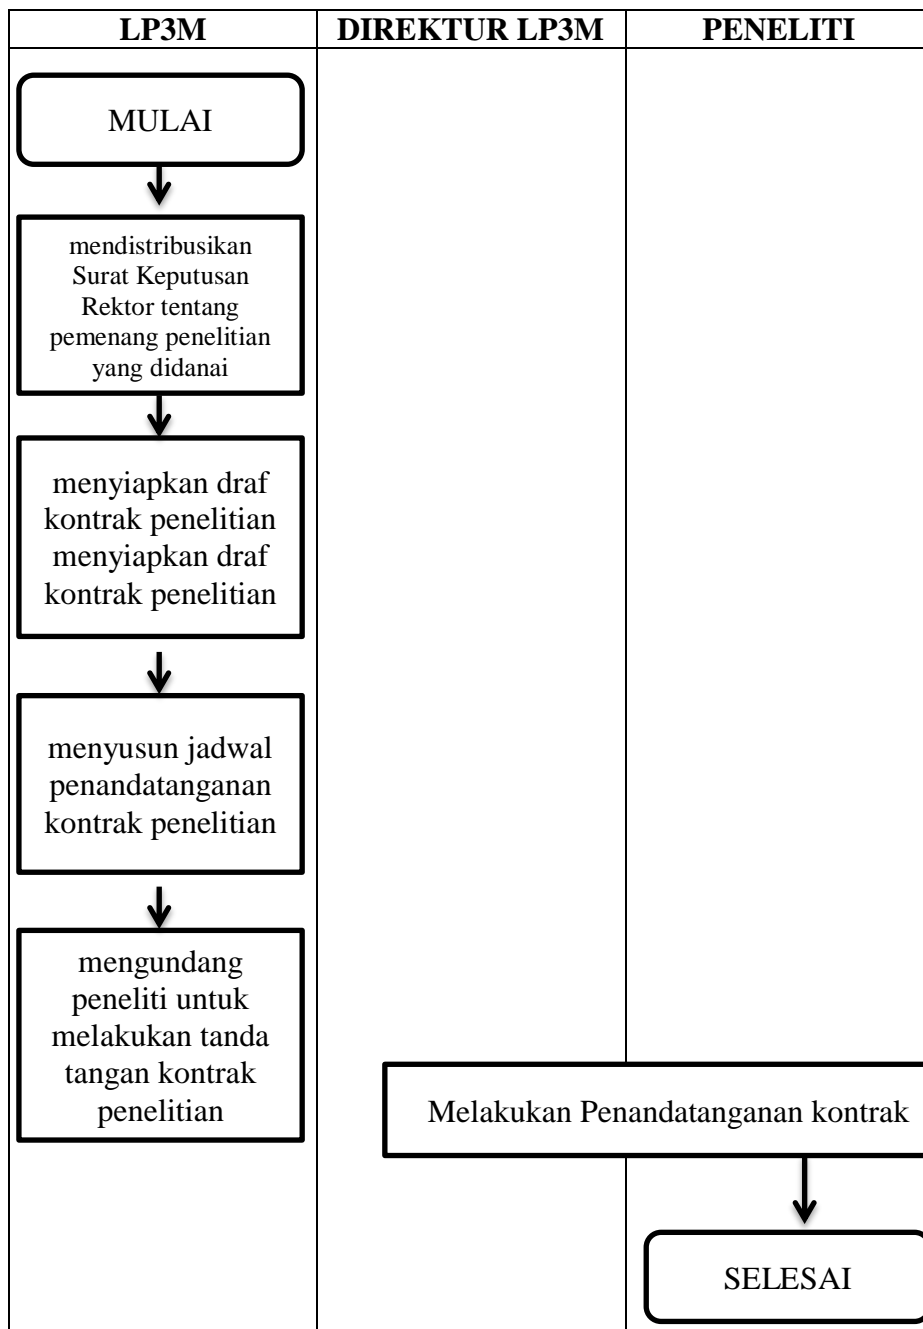 LP3M
DIREKTUR LP3M
PENELITI
MULAI
mendistribusikan
Surat Keputusan
Rektor tentang
pemenang penelitian
yang didanai
menyiapkan draf
kontrak penelitian
menyiapkan draf
kontrak penelitian
menyusun jadwal
penandatanganan
kontrak penelitian
mengundang
peneliti untuk
melakukan tanda
tangan kontrak
penelitian
Melakukan Penandatanganan kontrak
SELESAI